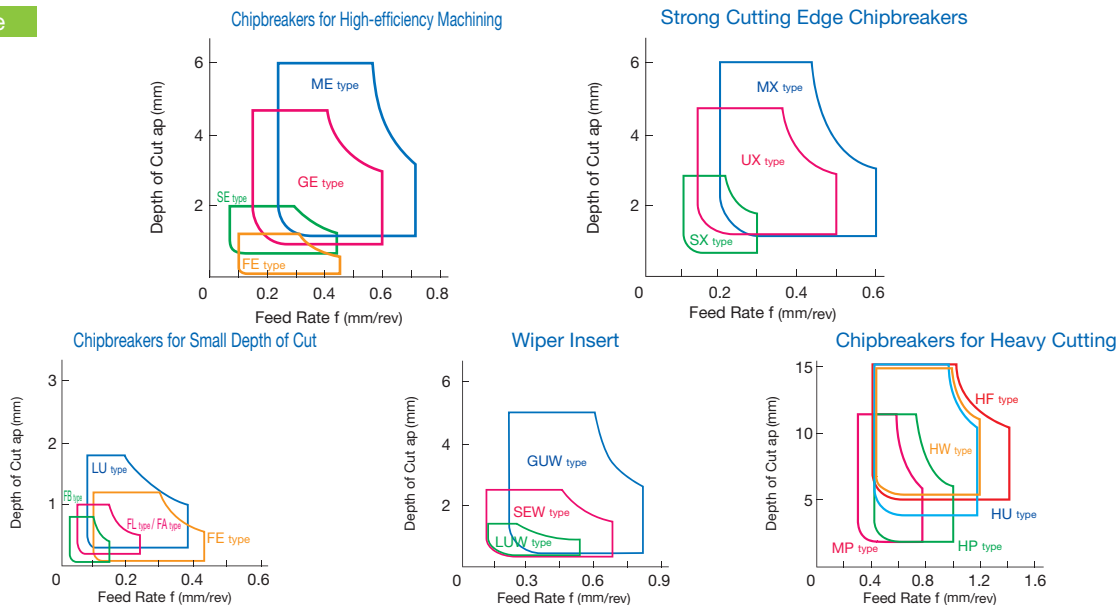 e
Chipbreakers for High-efficiency Machining
Depth of Cut ap (mm)
6
4
2
0
0.2
0.4
0.6
0.8
ME type
GE type
SE type
FE type
Feed Rate f (mm/rev)
Strong Cutting Edge Chipbreakers
Depth of Cut ap (mm)
6
4
2
0
0.2
0.4
0.6
MX type
UX type
SX type
Feed Rate f (mm/rev)
Chipbreakers for Small Depth of Cut
Depth of Cut ap (mm)
3
2
1
0
0.2
0.4
0.6
LU type
FB type
FL type / FA type
FE type
Feed Rate f (mm/rev)
Wiper Insert
Depth of Cut ap (mm)
6
4
2
0
0.3
0.6
0.9
GUW type
SEW type
LUW type
Feed Rate f (mm/rev)
Chipbreakers for Heavy Cutting
Depth of Cut ap (mm)
15
10
5
0
0.4
0.8
1.2
1.6
HF type
HW type
HU type
MP type
HP type
Feed Rate f (mm/rev)